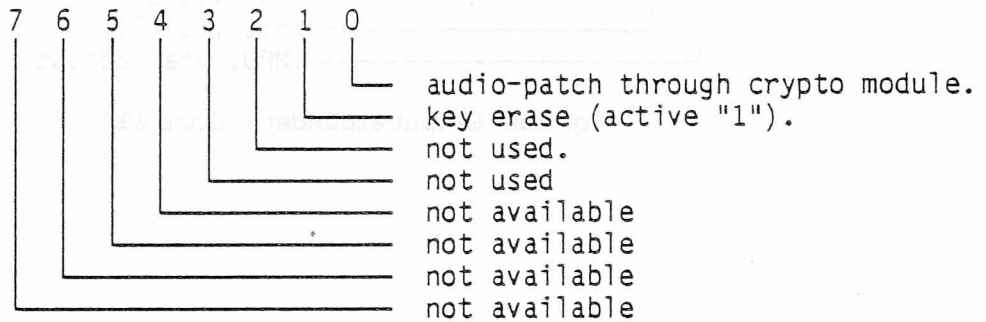 7 6 5 4 3 2 1 0
audio-patch through crypto module.
key erase (active "1").
not used.
not used
not available
not available
not available
not available